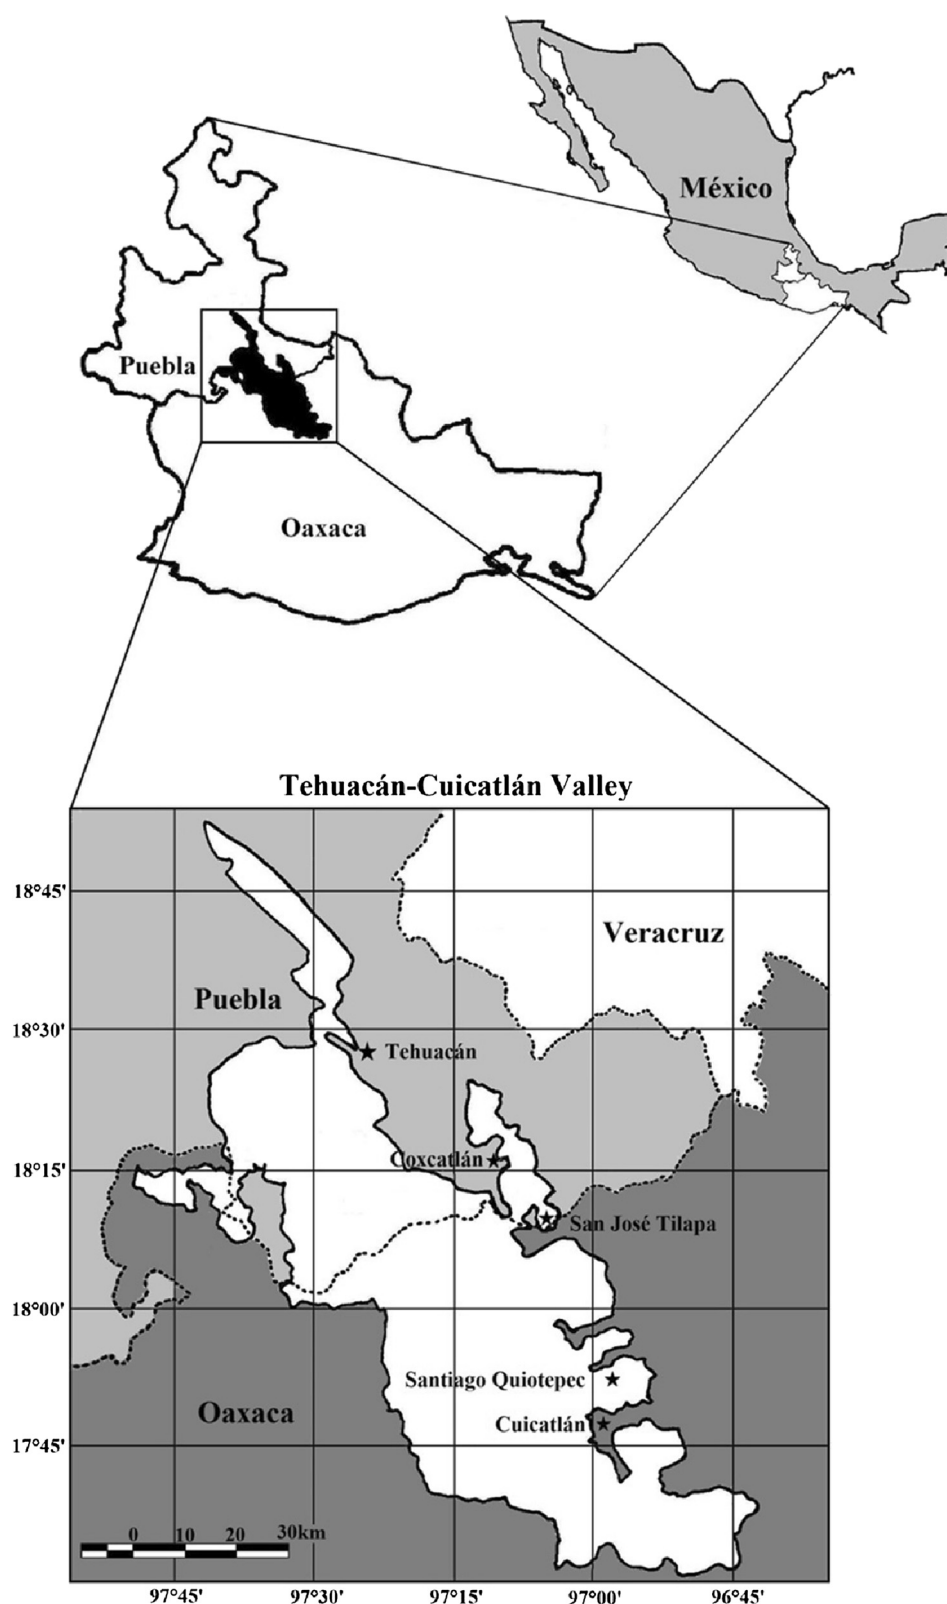 México
Puebla
Oaxaca
Tehuacán-Cuicatlán Valley
18°45'
Veracruz
Puebla
18°30'
Tehuacán
Coxcatlán
18°15'
San José Tilapa
18°00'
Santiago Quiotepec
Oaxaca
Cuicatlán
17°45'
0 10 20 30km
97°45' 97°30' 97°15' 97°00' 96°45'